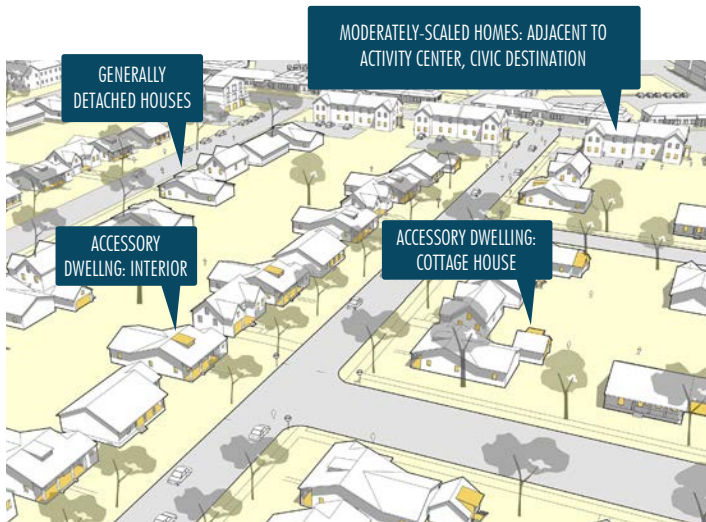 MODERATELY-SCALED HOMES: ADJACENT TO
ACTIVITY CENTER, CIVIC DESTINATION
GENERALLY
DETACHED HOUSES
ACCESSORY
DWELLNG: INTERIOR
ACCESSORY DWELLING:
COTTAGE HOUSE